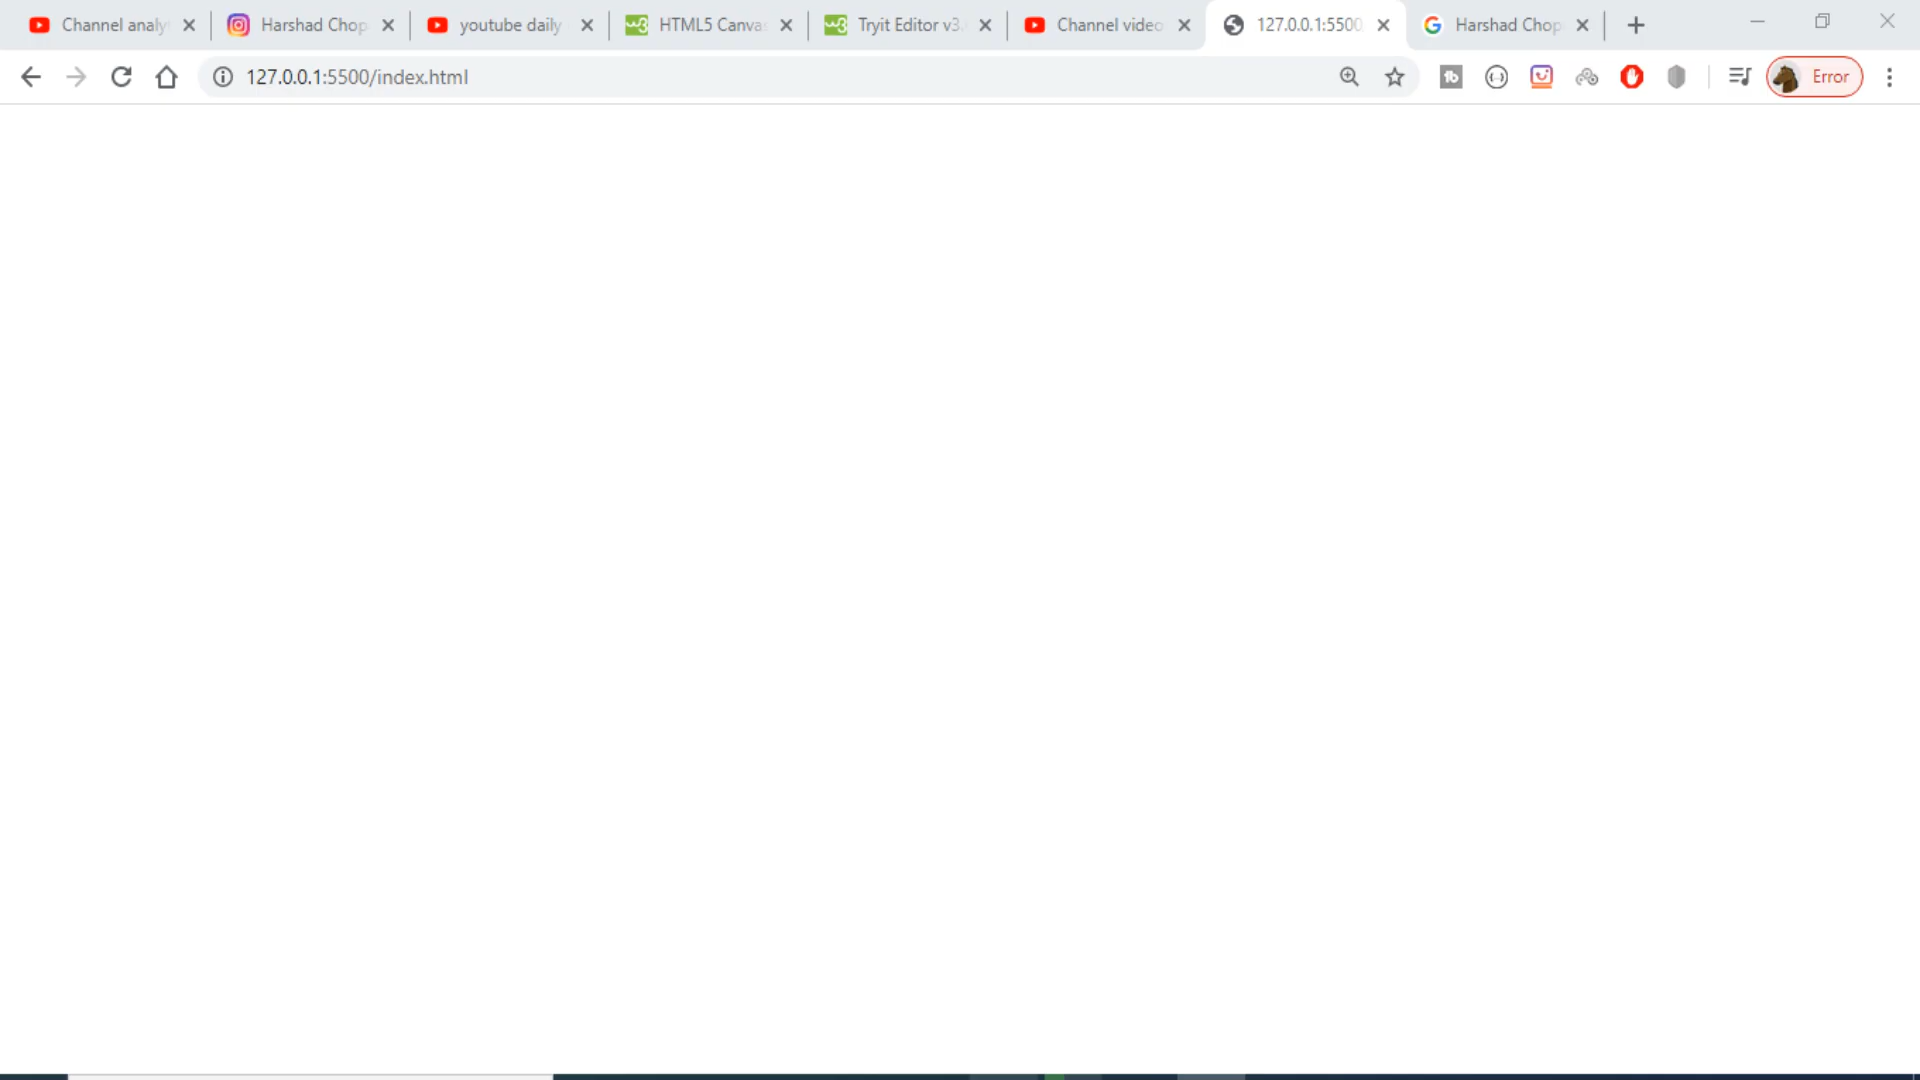 Channel analy
Harshad Chop
youtube daily
HTML5 Canva
Tryit Editor v3.
Channel video
127.0.0.1:5500
Harshad Chop
127.0.0.1:5500/index.html
Error